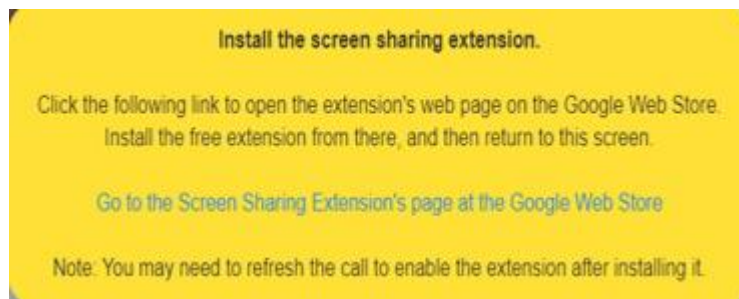 Install the screen sharing extension.
Click the following link to open the extension's web page on the Google Web Store.
Install the free extension from there, and then return to this screen.
Go to the Screen Sharing Extension's page at the Google Web Store
Note: You may need to refresh the call to enable the extension after installing it.